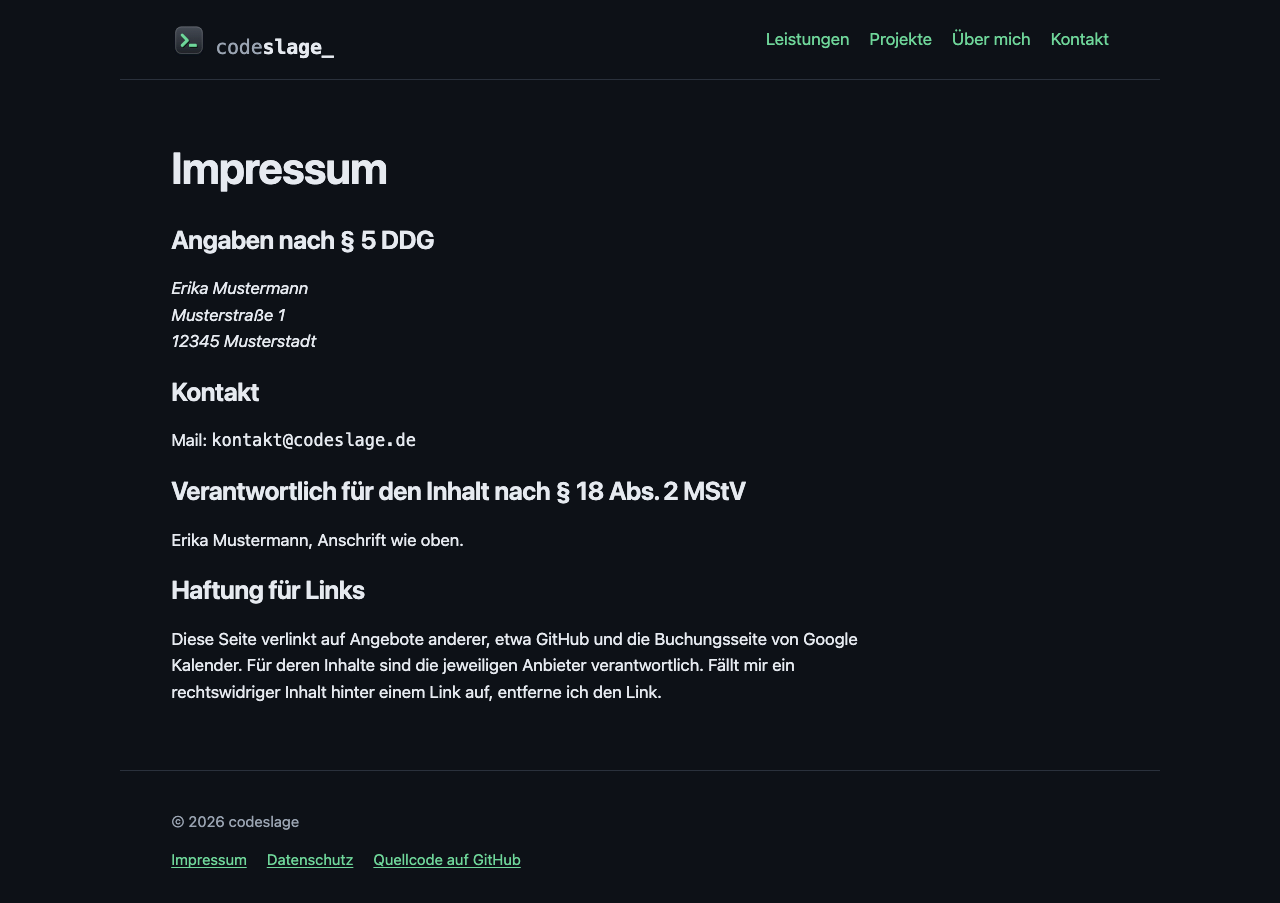 codeslage_
Leistungen Projekte Über mich Kontakt
Impressum
Angaben nach § 5 DDG
Erika Mustermann
Musterstraße 1
12345 Musterstadt
Kontakt
Mail: kontakt@codeslage.de
Verantwortlich für den Inhalt nach § 18 Abs. 2 MStV
Erika Mustermann, Anschrift wie oben.
Haftung für Links
Diese Seite verlinkt auf Angebote anderer, etwa GitHub und die Buchungsseite von Google
Kalender. Für deren Inhalte sind die jeweiligen Anbieter verantwortlich. Fällt mir ein
rechtswidriger Inhalt hinter einem Link auf, entferne ich den Link.
© 2026 codeslage
Impressum Datenschutz Quellcode auf GitHub